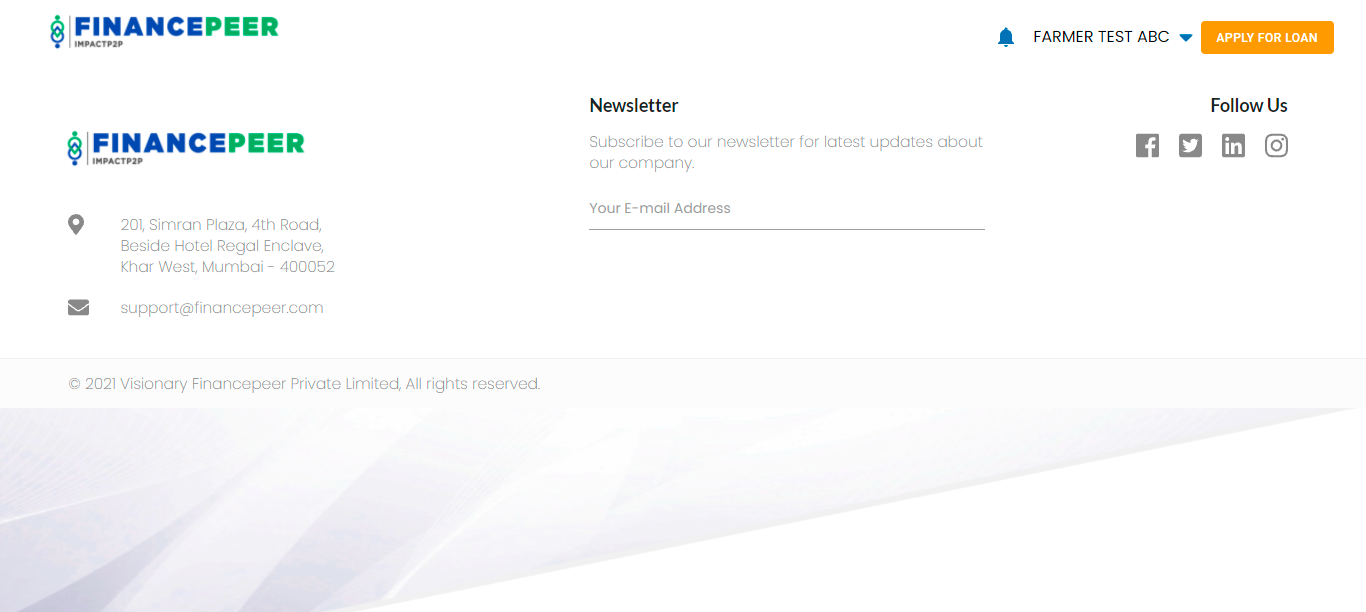 FINANCEPEER
IMPACTP2P
FARMER TEST ABC
APPLY FOR LOAN
FINANCEPEER
IMPACTP2P
201, Simran Plaza, 4th Road,
Beside Hotel Regal Enclave,
Khar West, Mumbai - 400052
support@financepeer.com
Newsletter
Subscribe to our newsletter for latest updates about
our company.
Your E-mail Address
Follow Us
© 2021 Visionary Financepeer Private Limited, All rights reserved.